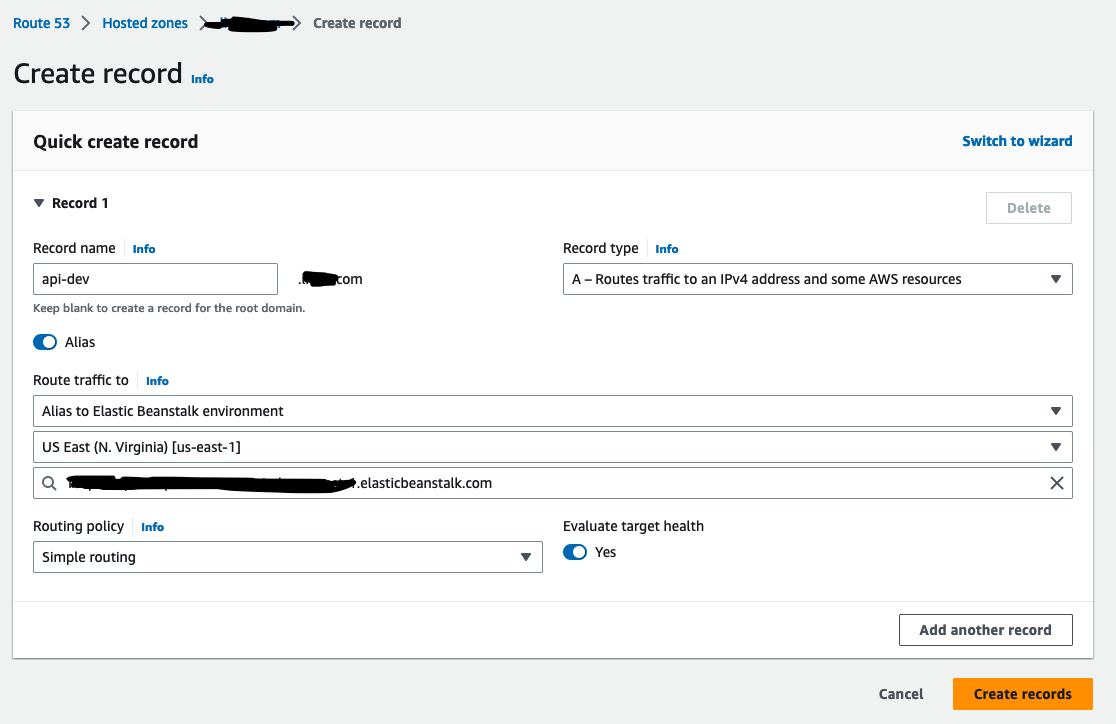 Route 53 Hosted zones Create record
Create record Info
Quick create record Switch to wizard
Record 1 Delete
Record name Info Record type Info
api-dev com A – Routes traffic to an IPv4 address and some AWS resources
Keep blank to create a record for the root domain.
Alias
Route traffic to Info
Alias to Elastic Beanstalk environment
US East (N. Virginia) [us-east-1]
.elasticbeanstalk.com
Routing policy Info Evaluate target health
Simple routing Yes
Add another record
Cancel Create records